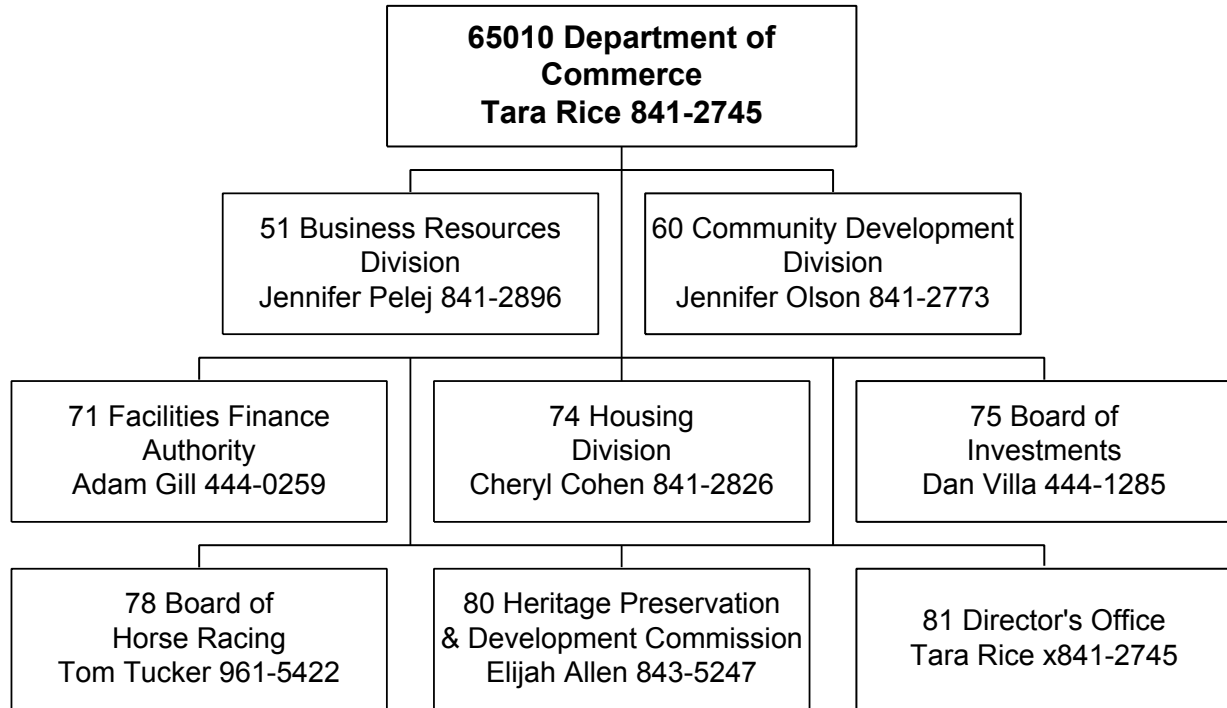 65010 Department of
Commerce
Tara Rice 841-2745
51 Business Resources
Division
Jennifer Pelej 841-2896
60 Community Development
Division
Jennifer Olson 841-2773
71 Facilities Finance
Authority
Adam Gill 444-0259
74 Housing
Division
Cheryl Cohen 841-2826
75 Board of
Investments
Dan Villa 444-1285
78 Board of
Horse Racing
Tom Tucker 961-5422
80 Heritage Preservation
& Development Commission
Elijah Allen 843-5247
81 Director's Office
Tara Rice x841-2745